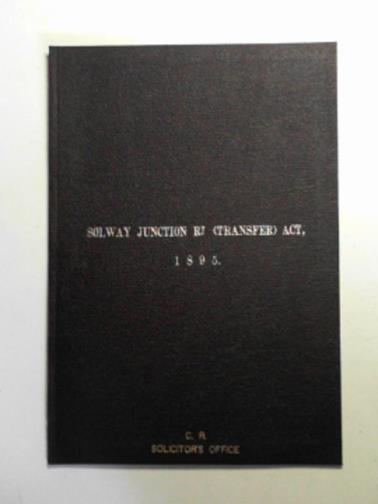 SOLWAY JUNCTION RY (TRANSFER) ACT,
1895.
C. R.
SOLICITOR'S OFFICE